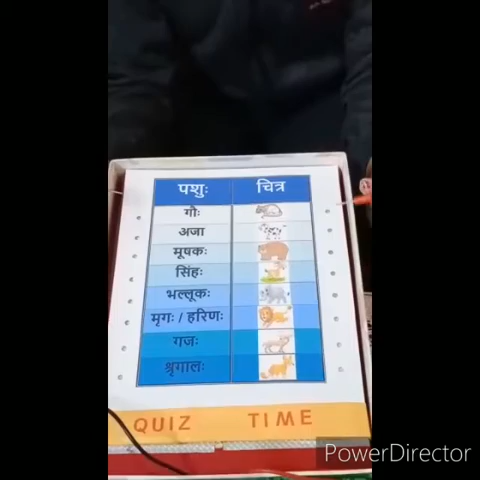 पशुः चित्र
गौः
अजा
मूषकः
सिंहः
भल्लूकः
मृगः / हरिणः
गजः
श्रृगालः
QUIZ TIME
PowerDirector